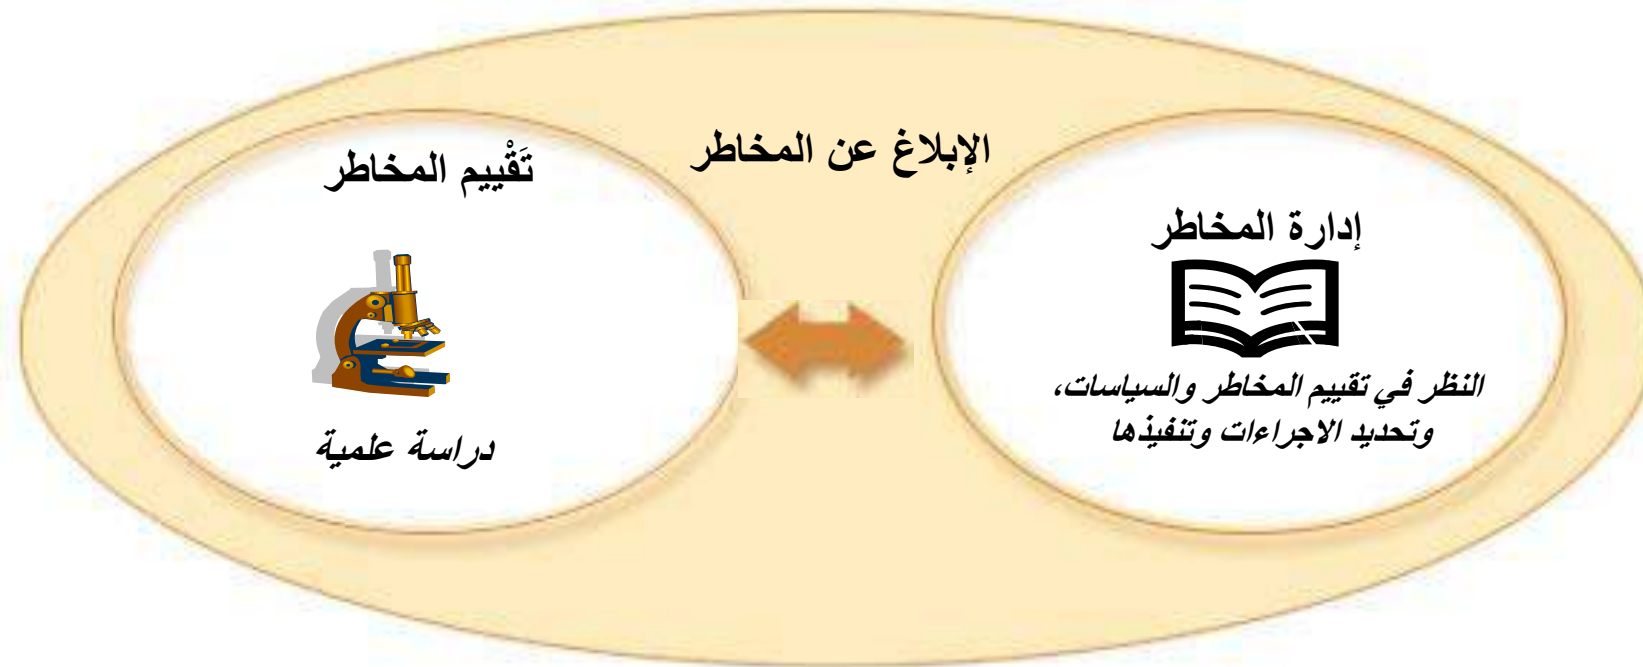 الإبلاغ عن المخاطر
إدارة المخاطر
النظر في تقييم المخاطر والسياسات،
وتحديد الاجراءات وتنفيذها
تَقْييم المخاطر
دراسة علمية